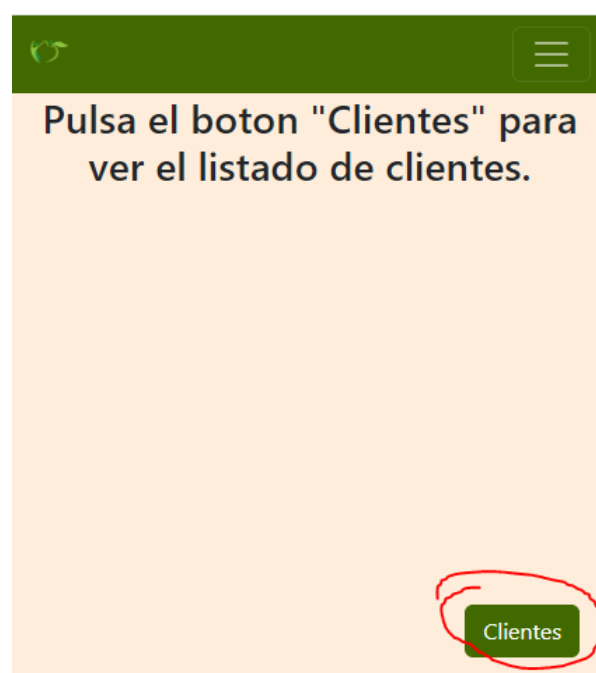 Pulsa el boton "Clientes" para
ver el listado de clientes.
Clientes